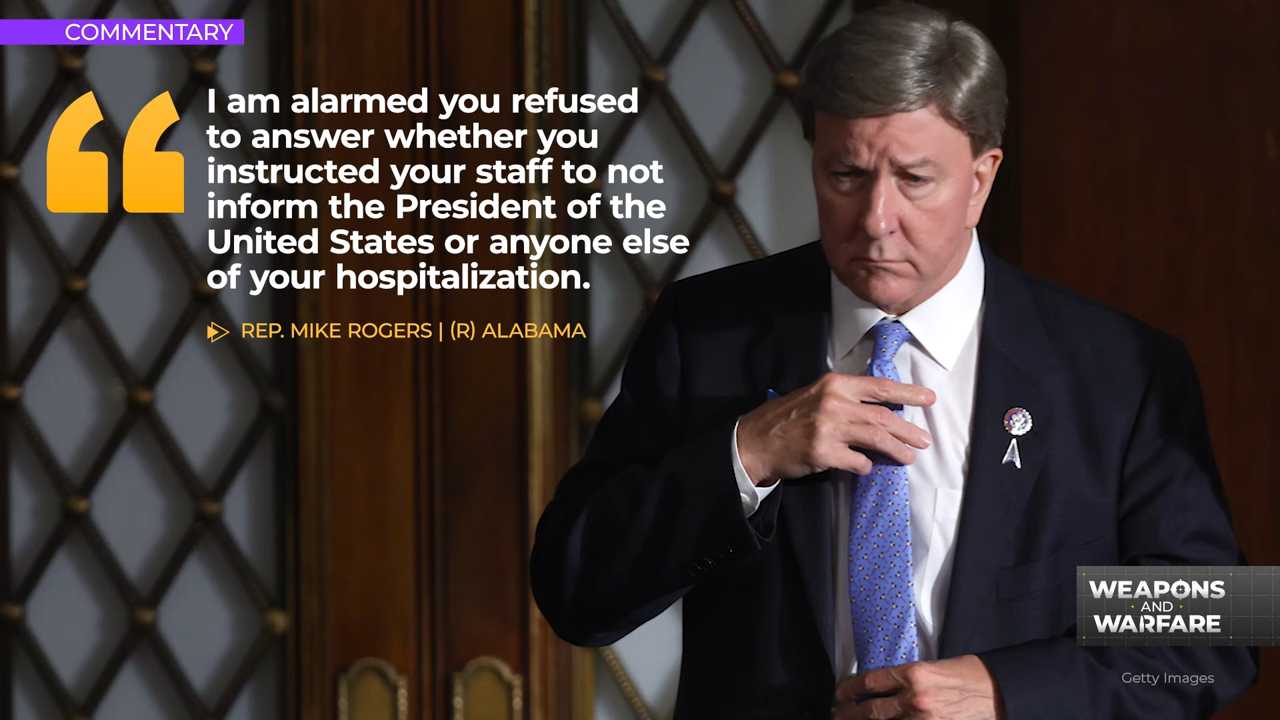 COMMENTARY
I am alarmed you refused
to answer whether you
instructed your staff to not
inform the President of the
United States or anyone else
of your hospitalization.
REP. MIKE ROGERS | (R) ALABAMA
WEAPONS
AND
WARFARE
Getty Images